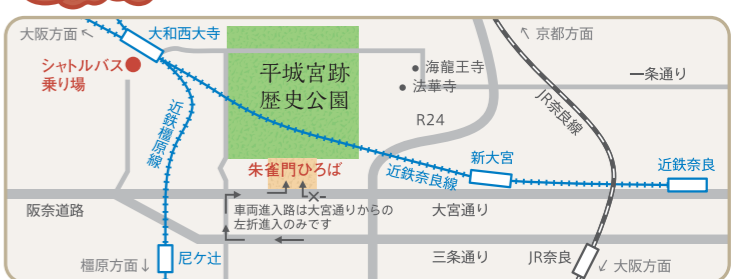 大阪方面↖
大和西大寺
シャトルバス
乗り場
近鉄橿原線
平城宮跡
歴史公園
朱雀門ひろば
海龍王寺
法華寺
R24
↖京都方面
一条通り
JR奈良線
近鉄奈良線
新大宮
近鉄奈良
阪奈道路
車両進入路は大宮通りからの
左折進入のみです
大宮通り
三条通り
橿原方面↓
尼ケ辻
JR奈良
↙大阪方面